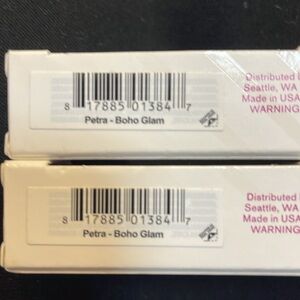 8 17885 01384 7
Petra - Boho Glam
Distributed
Seattle, WA
Made in USA
WARNING
8 17885 01384 7
Petra - Boho Glam
Distributed
Seattle, WA
Made in USA
WARNING